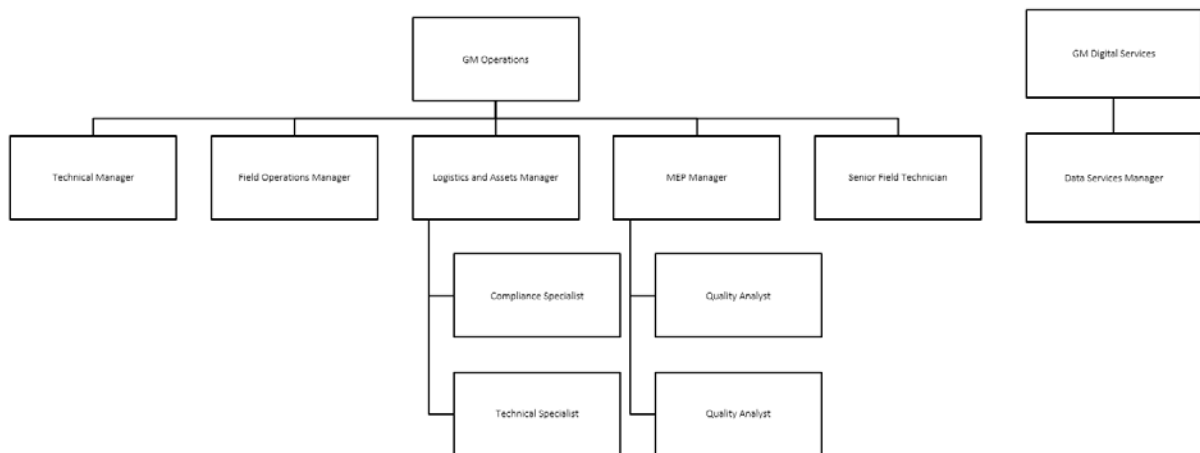 GM Operations
GM Digital Services
Technical Manager
Field Operations Manager
Logistics and Assets Manager
MEP Manager
Senior Field Technician
Data Services Manager
Compliance Specialist
Quality Analyst
Technical Specialist
Quality Analyst